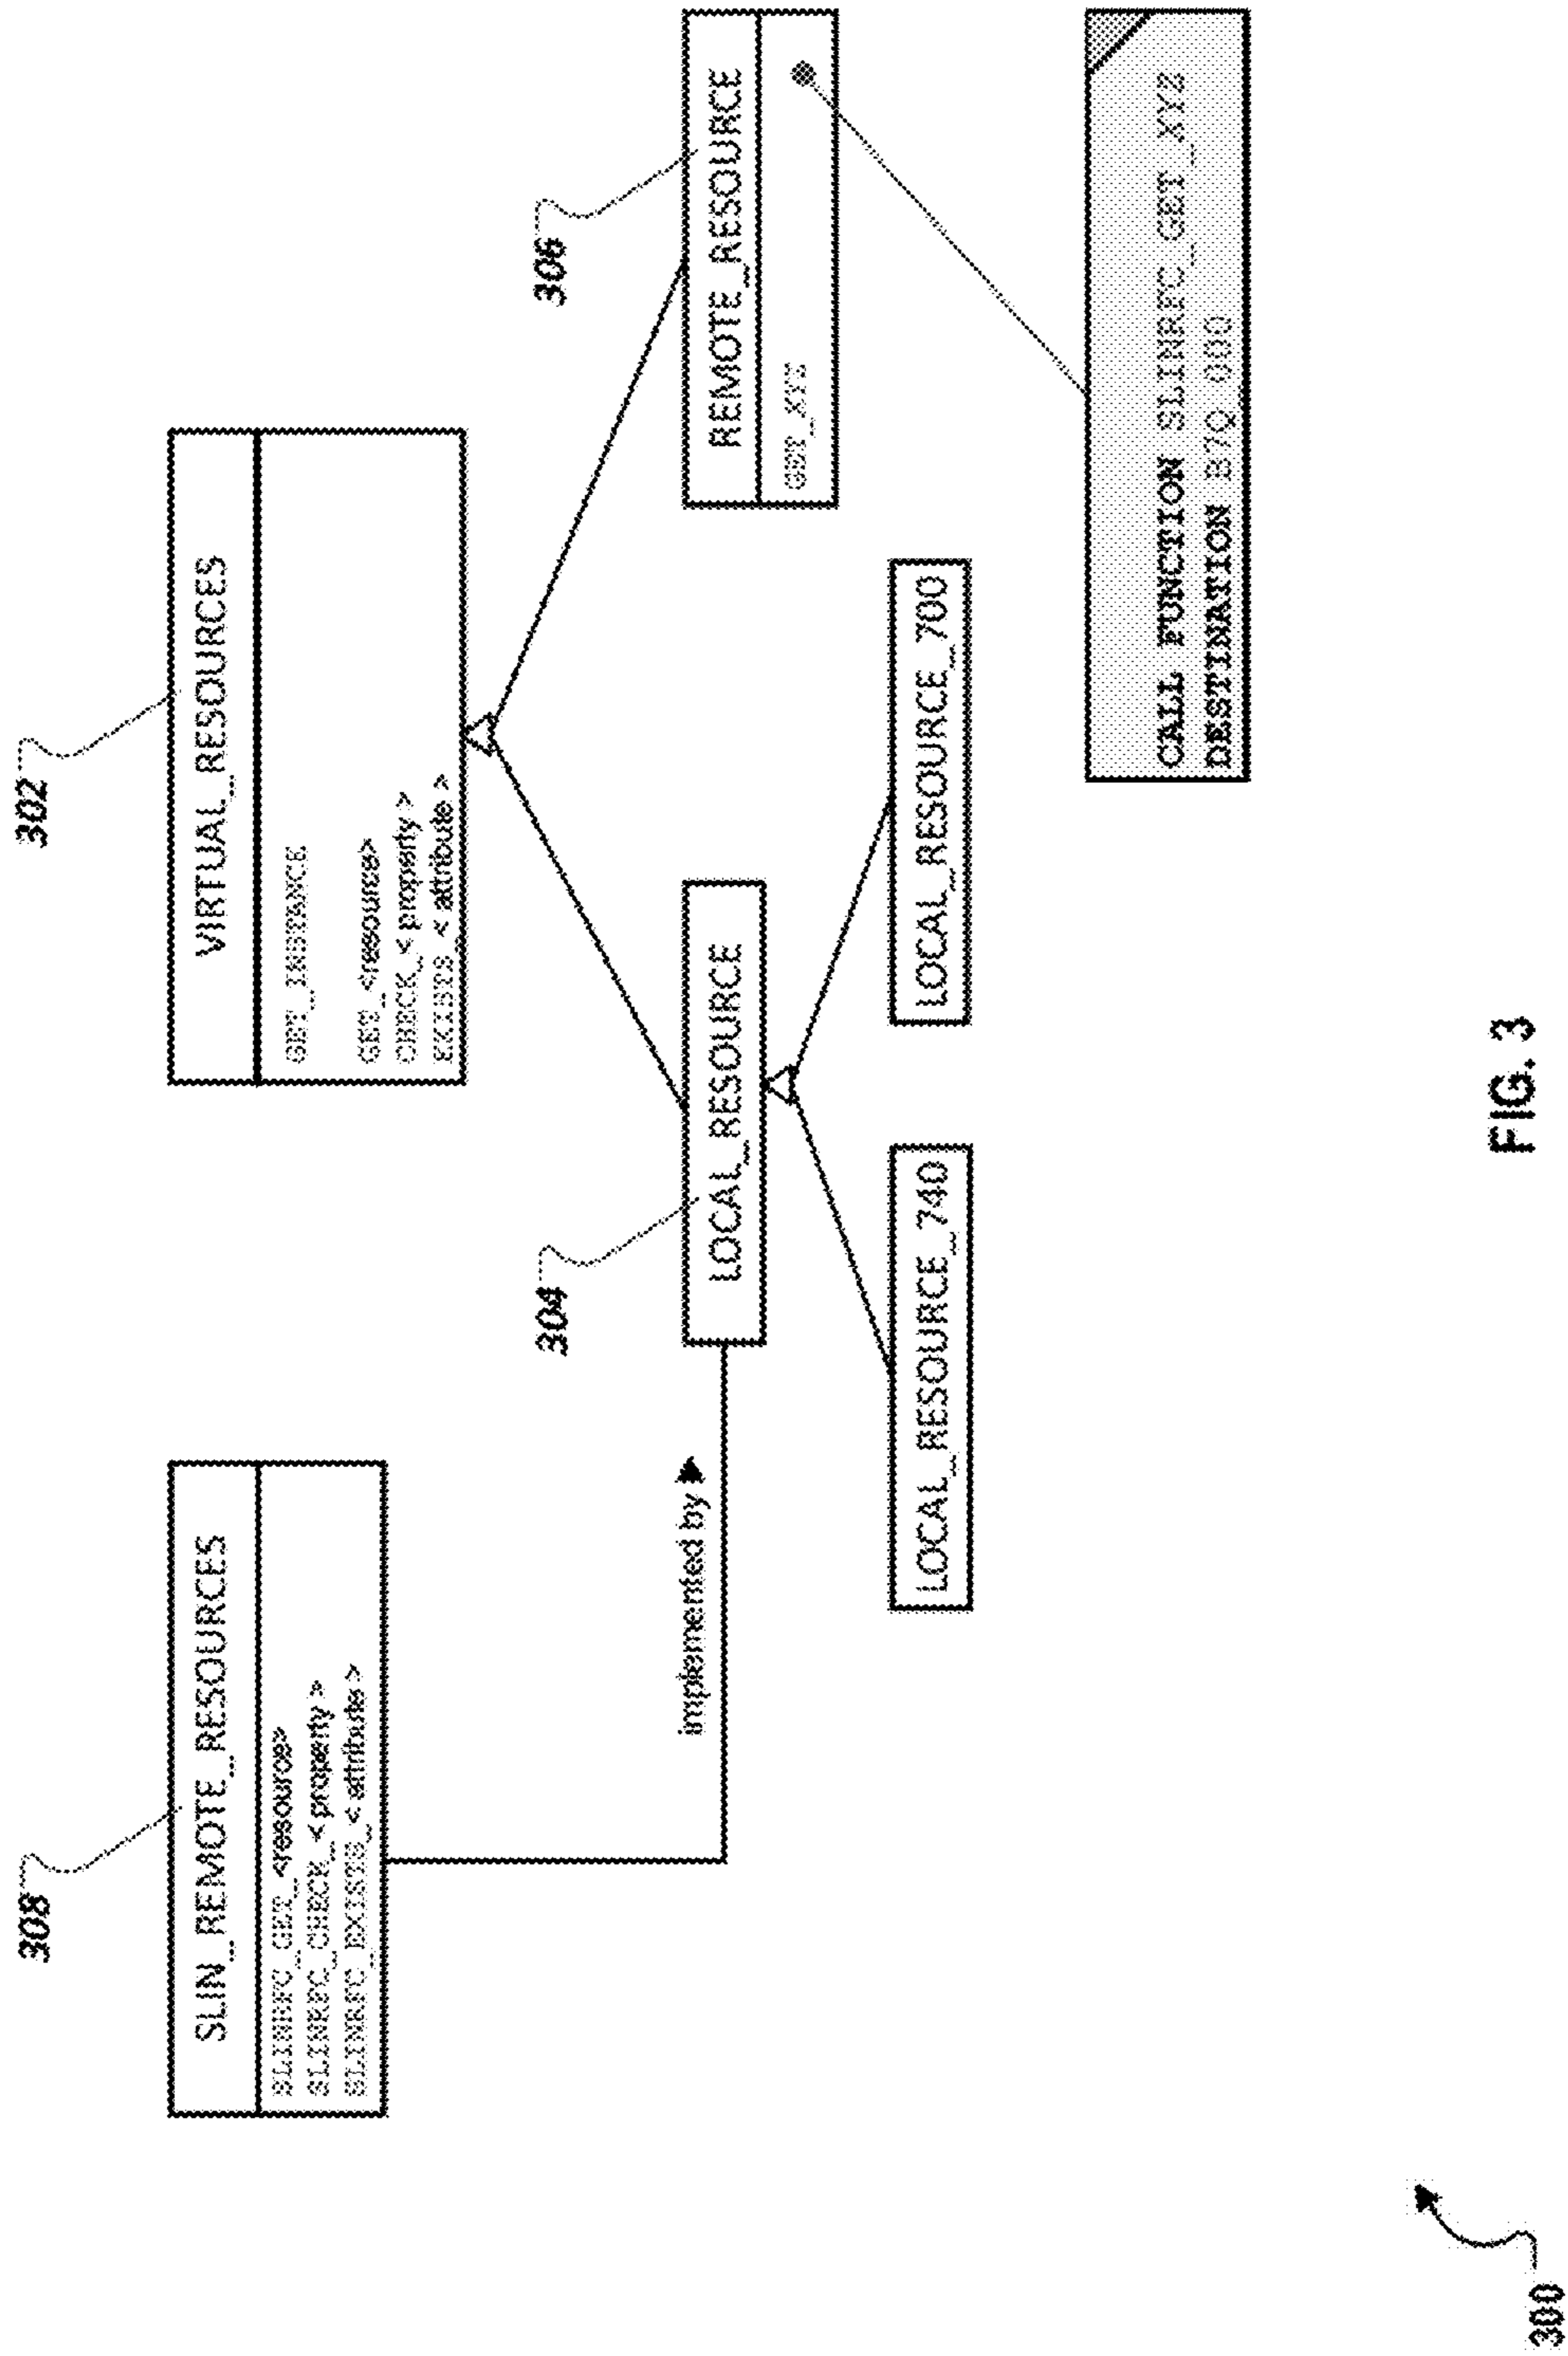 308
SLIN_REMOTE_RESOURCES
SLINRFC_GET_<resource>
SLINRFC_CHECK_< property >
SLINRFC_EXISTS_< attribute >
302
VIRTUAL_RESOURCES
GET_INSTANCE
GET_<resource>
CHECK_< property >
EXISTS_< attribute >
implemented by
304
LOCAL_RESOURCE
306
REMOTE_RESOURCE
GET_XYZ
LOCAL_RESOURCE_740
LOCAL_RESOURCE_700
CALL FUNCTION SLINRFC_GET_XYZ
DESTINATION B7Q_000
300
FIG. 3